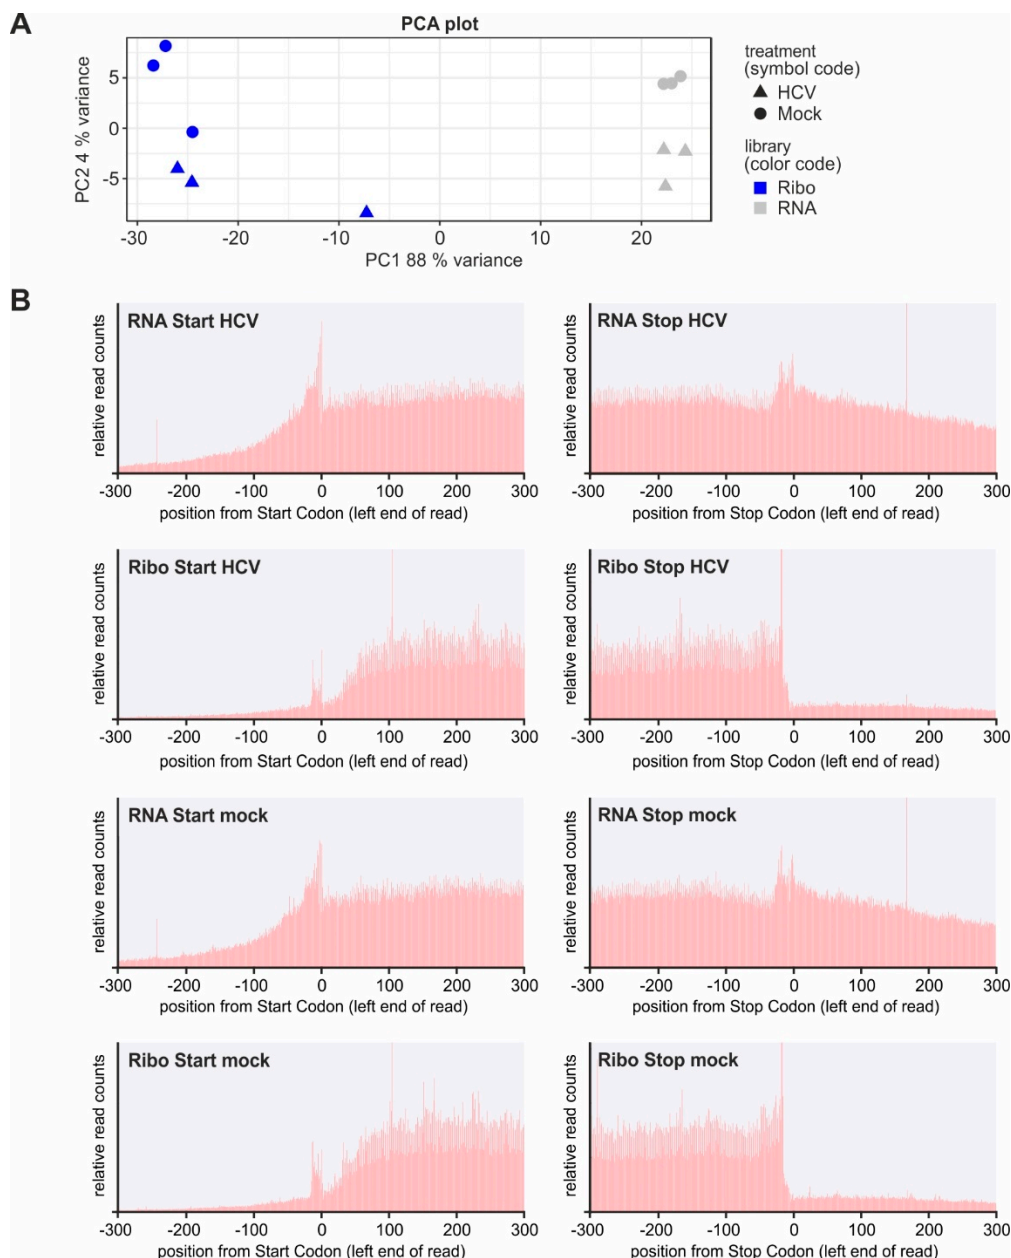 A
PCA plot
PC2 4 % variance
5
0
-5
-30
-20
-10
0
10
20
PC1 88 % variance
treatment
(symbol code)
HCV
Mock
library
(color code)
Ribo
RNA
B
RNA Start HCV
relative read counts
-300
-200
-100
0
100
200
300
position from Start Codon (left end of read)
RNA Stop HCV
relative read counts
-300
-200
-100
0
100
200
300
position from Stop Codon (left end of read)
Ribo Start HCV
relative read counts
-300
-200
-100
0
100
200
300
position from Start Codon (left end of read)
Ribo Stop HCV
relative read counts
-300
-200
-100
0
100
200
300
position from Stop Codon (left end of read)
RNA Start mock
relative read counts
-300
-200
-100
0
100
200
300
position from Start Codon (left end of read)
RNA Stop mock
relative read counts
-300
-200
-100
0
100
200
300
position from Stop Codon (left end of read)
Ribo Start mock
relative read counts
-300
-200
-100
0
100
200
300
position from Start Codon (left end of read)
Ribo Stop mock
relative read counts
-300
-200
-100
0
100
200
300
position from Stop Codon (left end of read)